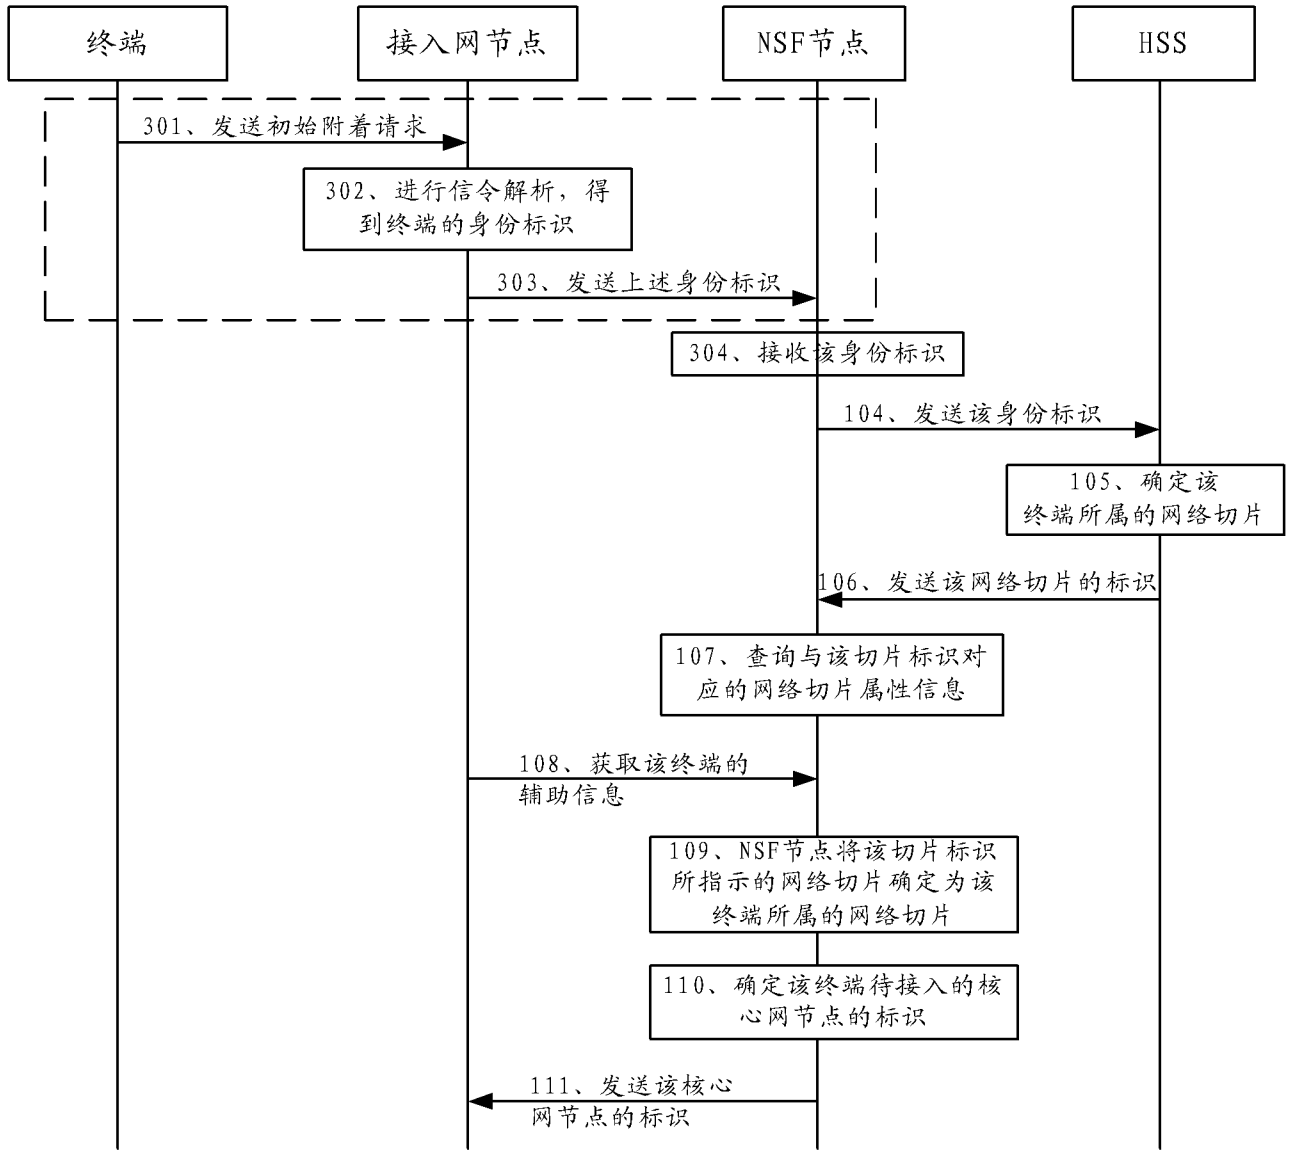 终端
接入网节点
NSF节点
HSS
301、发送初始附着请求
302、进行信令解析，得
到终端的身份标识
303、发送上述身份标识
304、接收该身份标识
104、发送该身份标识
105、确定该
终端所属的网络切片
106、发送该网络切片的标识
107、查询与该切片标识对
应的网络切片属性信息
108、获取该终端的
辅助信息
109、NSF节点将该切片标识
所指示的网络切片确定为该
终端所属的网络切片
110、确定该终端待接入的核
心网节点的标识
111、发送该核心
网节点的标识